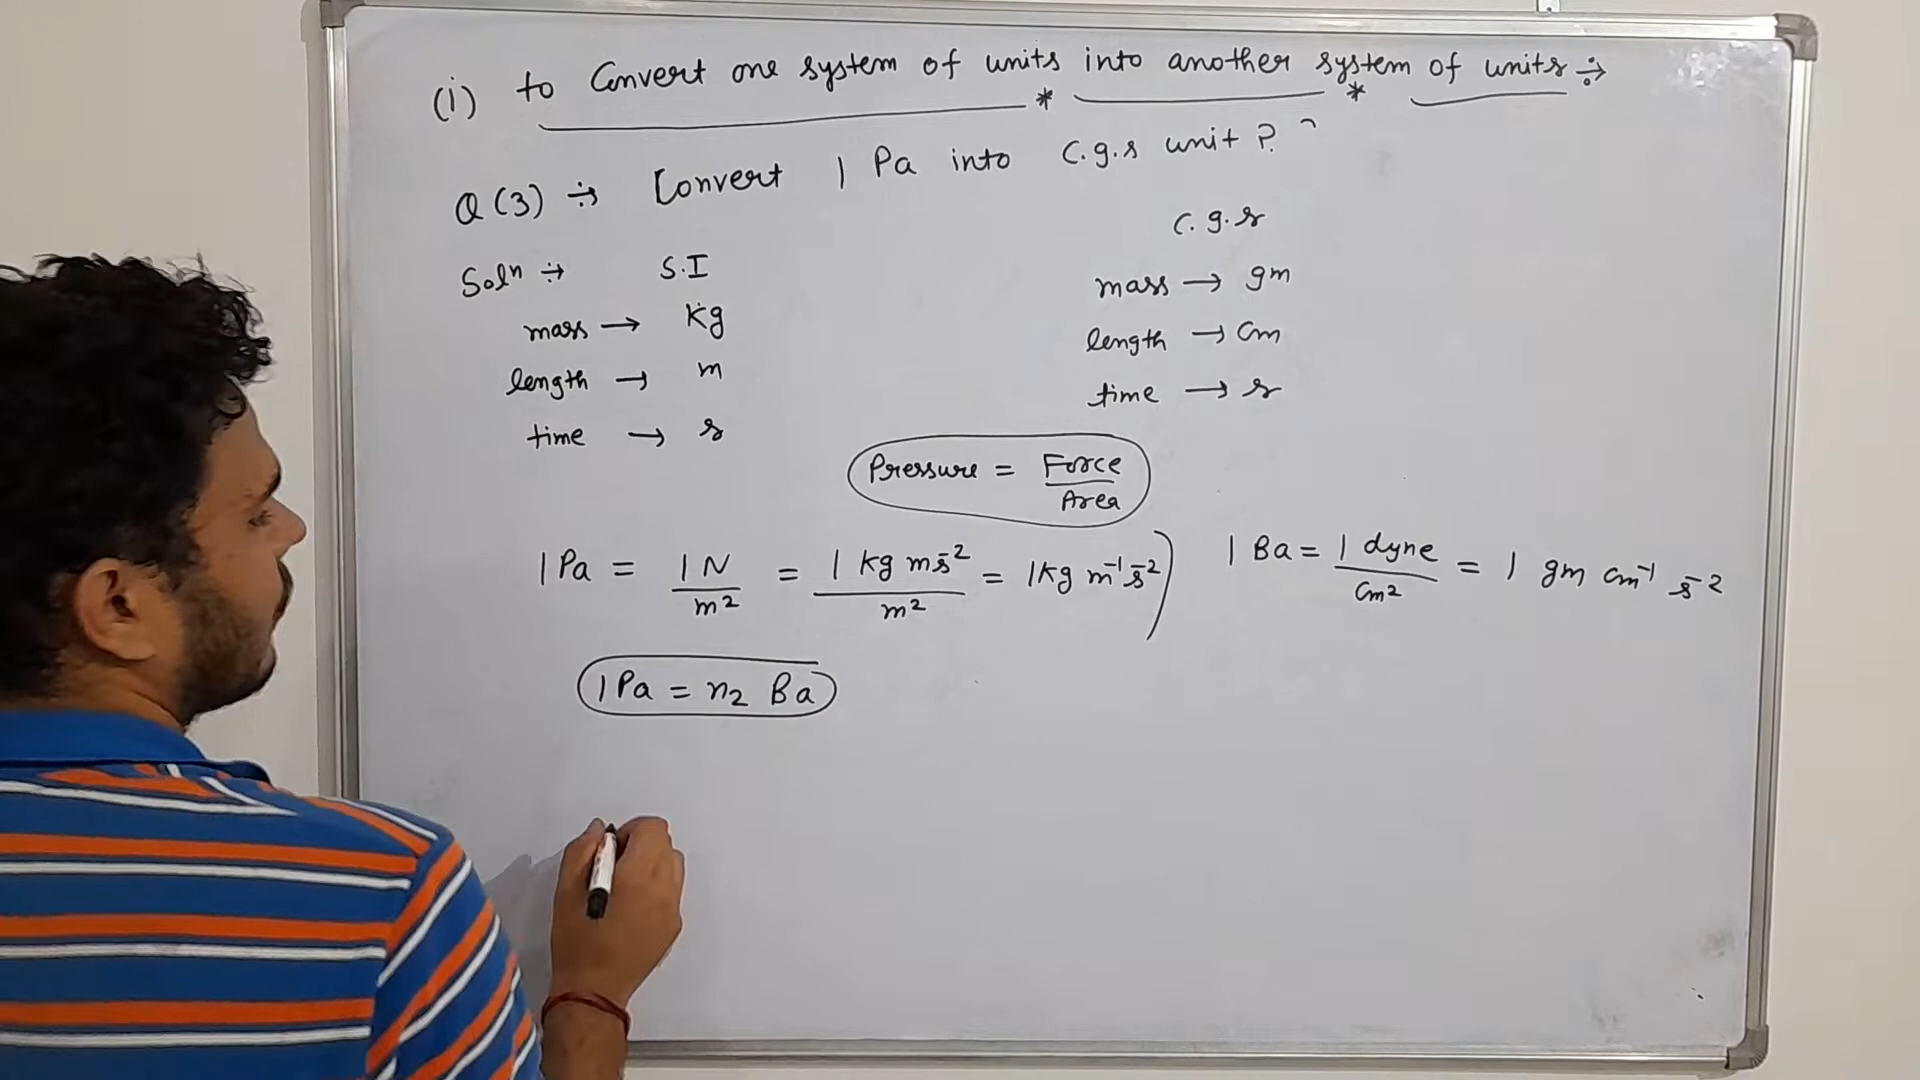 (i) to Convert one system of units into another system of units ÷
Q (3) ÷ Convert 1 Pa into C.g.s unit ?
Solⁿ ÷ S.I
mass → kg
length → m
time → s
C.g.s
mass → gm
length → cm
time → s
Pressure = Force / Area
1 Pa = 1 N / m² = 1 kg m s⁻² / m² = 1 kg m⁻¹ s⁻²
1 Ba = 1 dyne / cm² = 1 gm cm⁻¹ s⁻²
1 Pa = n₂ Ba